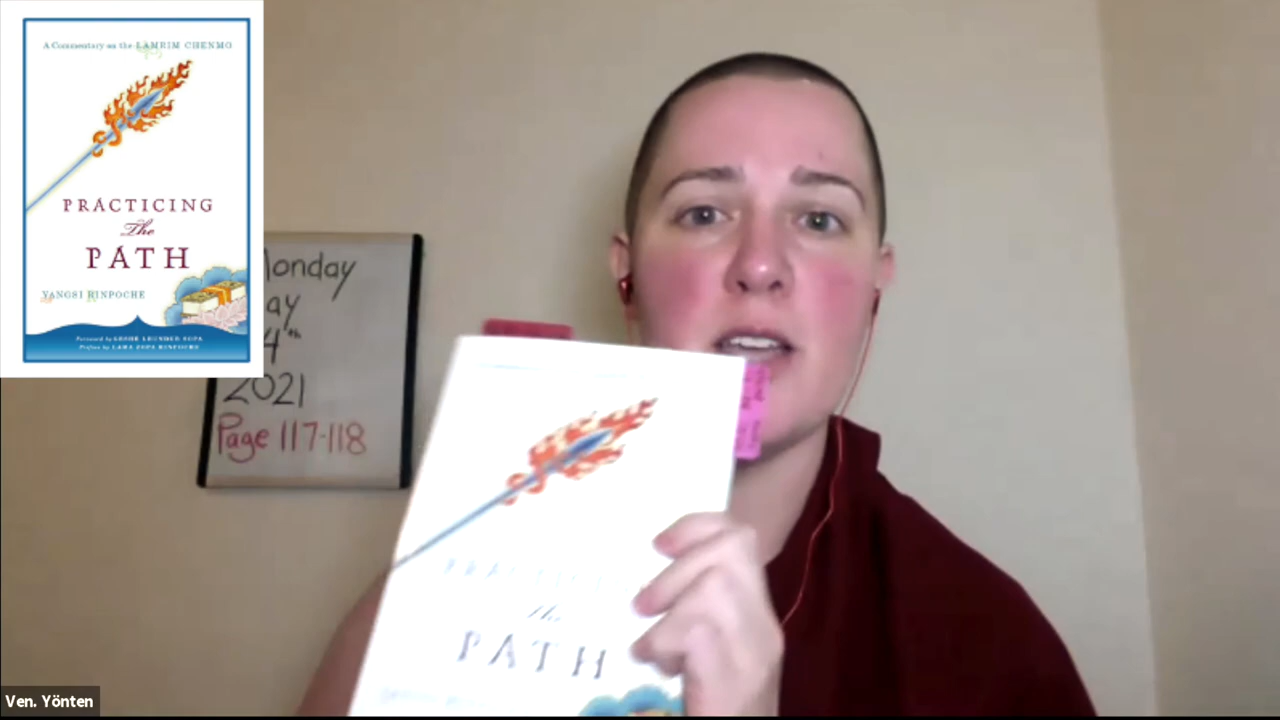 A Commentary on the LAMRIM CHENMO
PRACTICING
The
PATH
YANGSI RINPOCHE
Foreword by GESHE LHUNDUB SOPA
Preface by LAMA ZOPA RINPOCHE
onday
ay
4th
2021
Page 117-118
the
PATH
Ven. Yönten